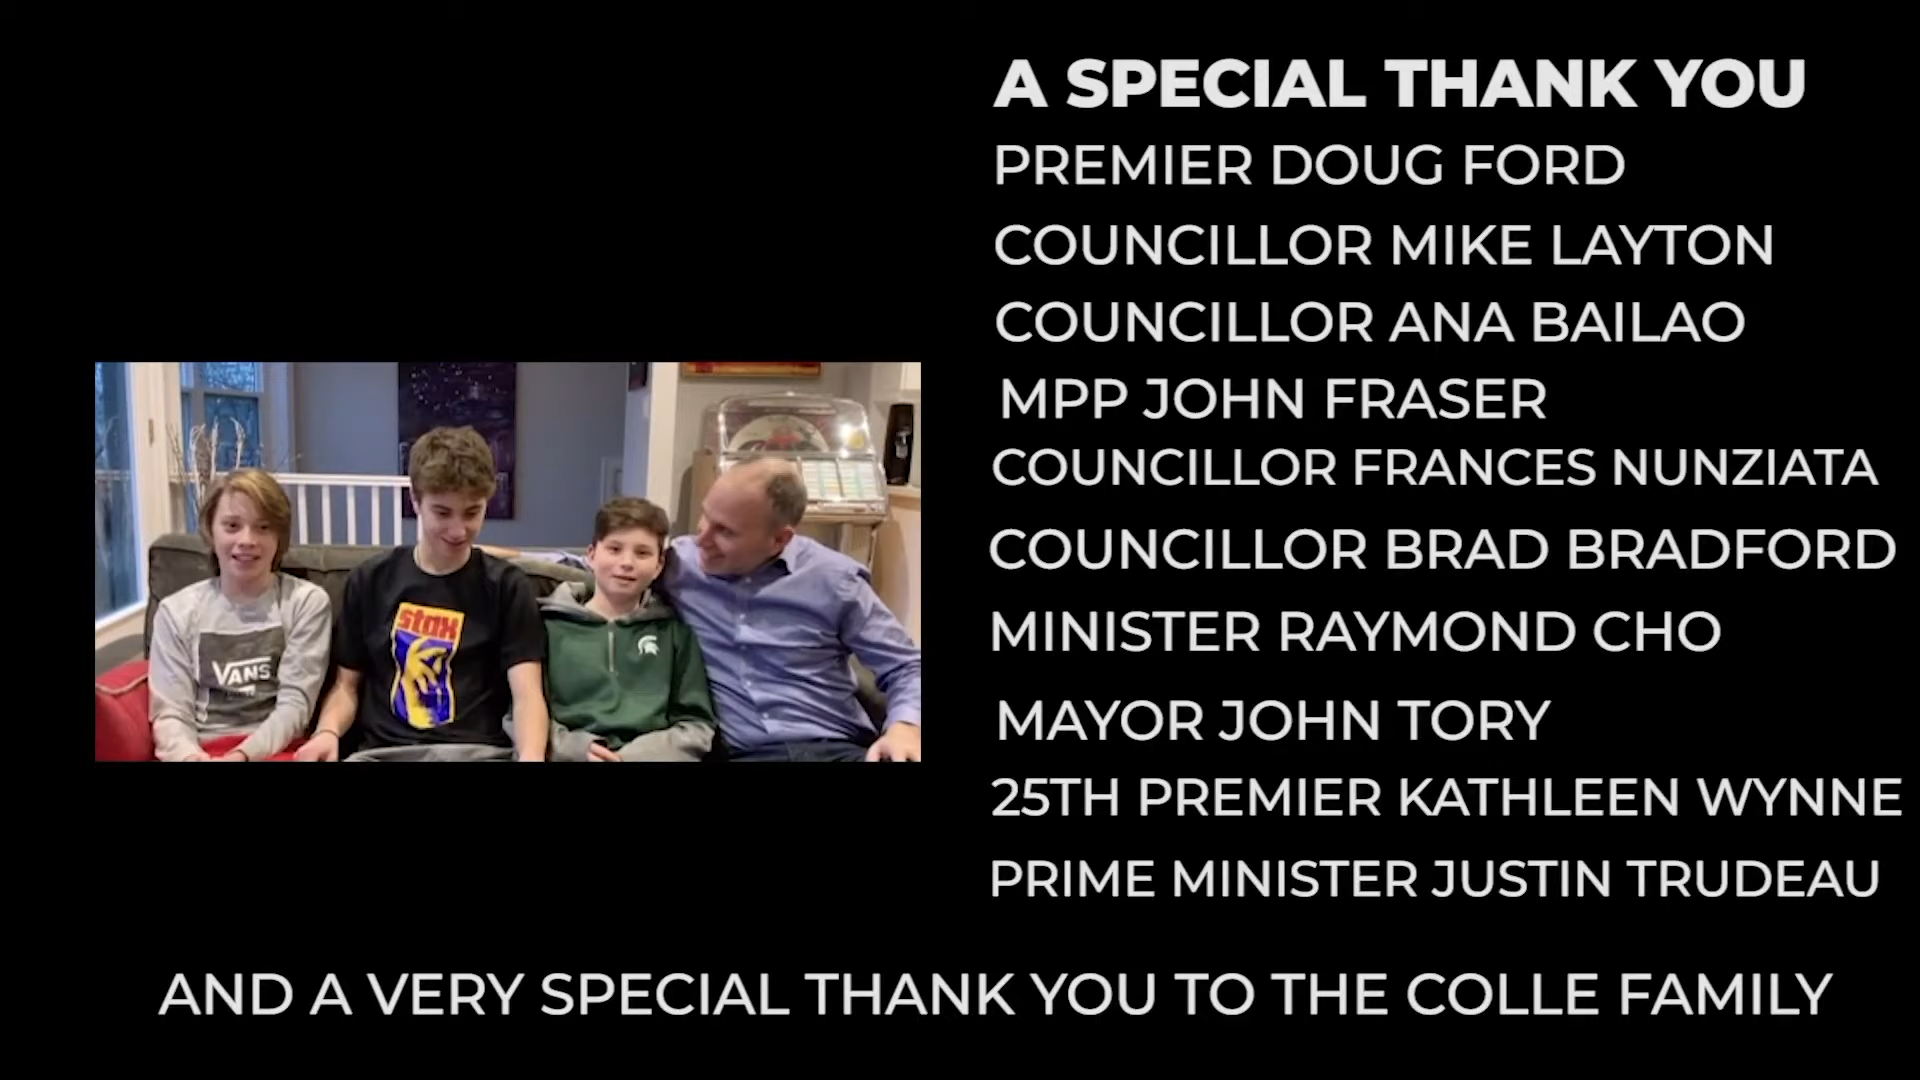 A SPECIAL THANK YOU
PREMIER DOUG FORD
COUNCILLOR MIKE LAYTON
COUNCILLOR ANA BAILAO
MPP JOHN FRASER
COUNCILLOR FRANCES NUNZIATA
COUNCILLOR BRAD BRADFORD
MINISTER RAYMOND CHO
MAYOR JOHN TORY
25TH PREMIER KATHLEEN WYNNE
PRIME MINISTER JUSTIN TRUDEAU
AND A VERY SPECIAL THANK YOU TO THE COLLE FAMILY
VANS
stax